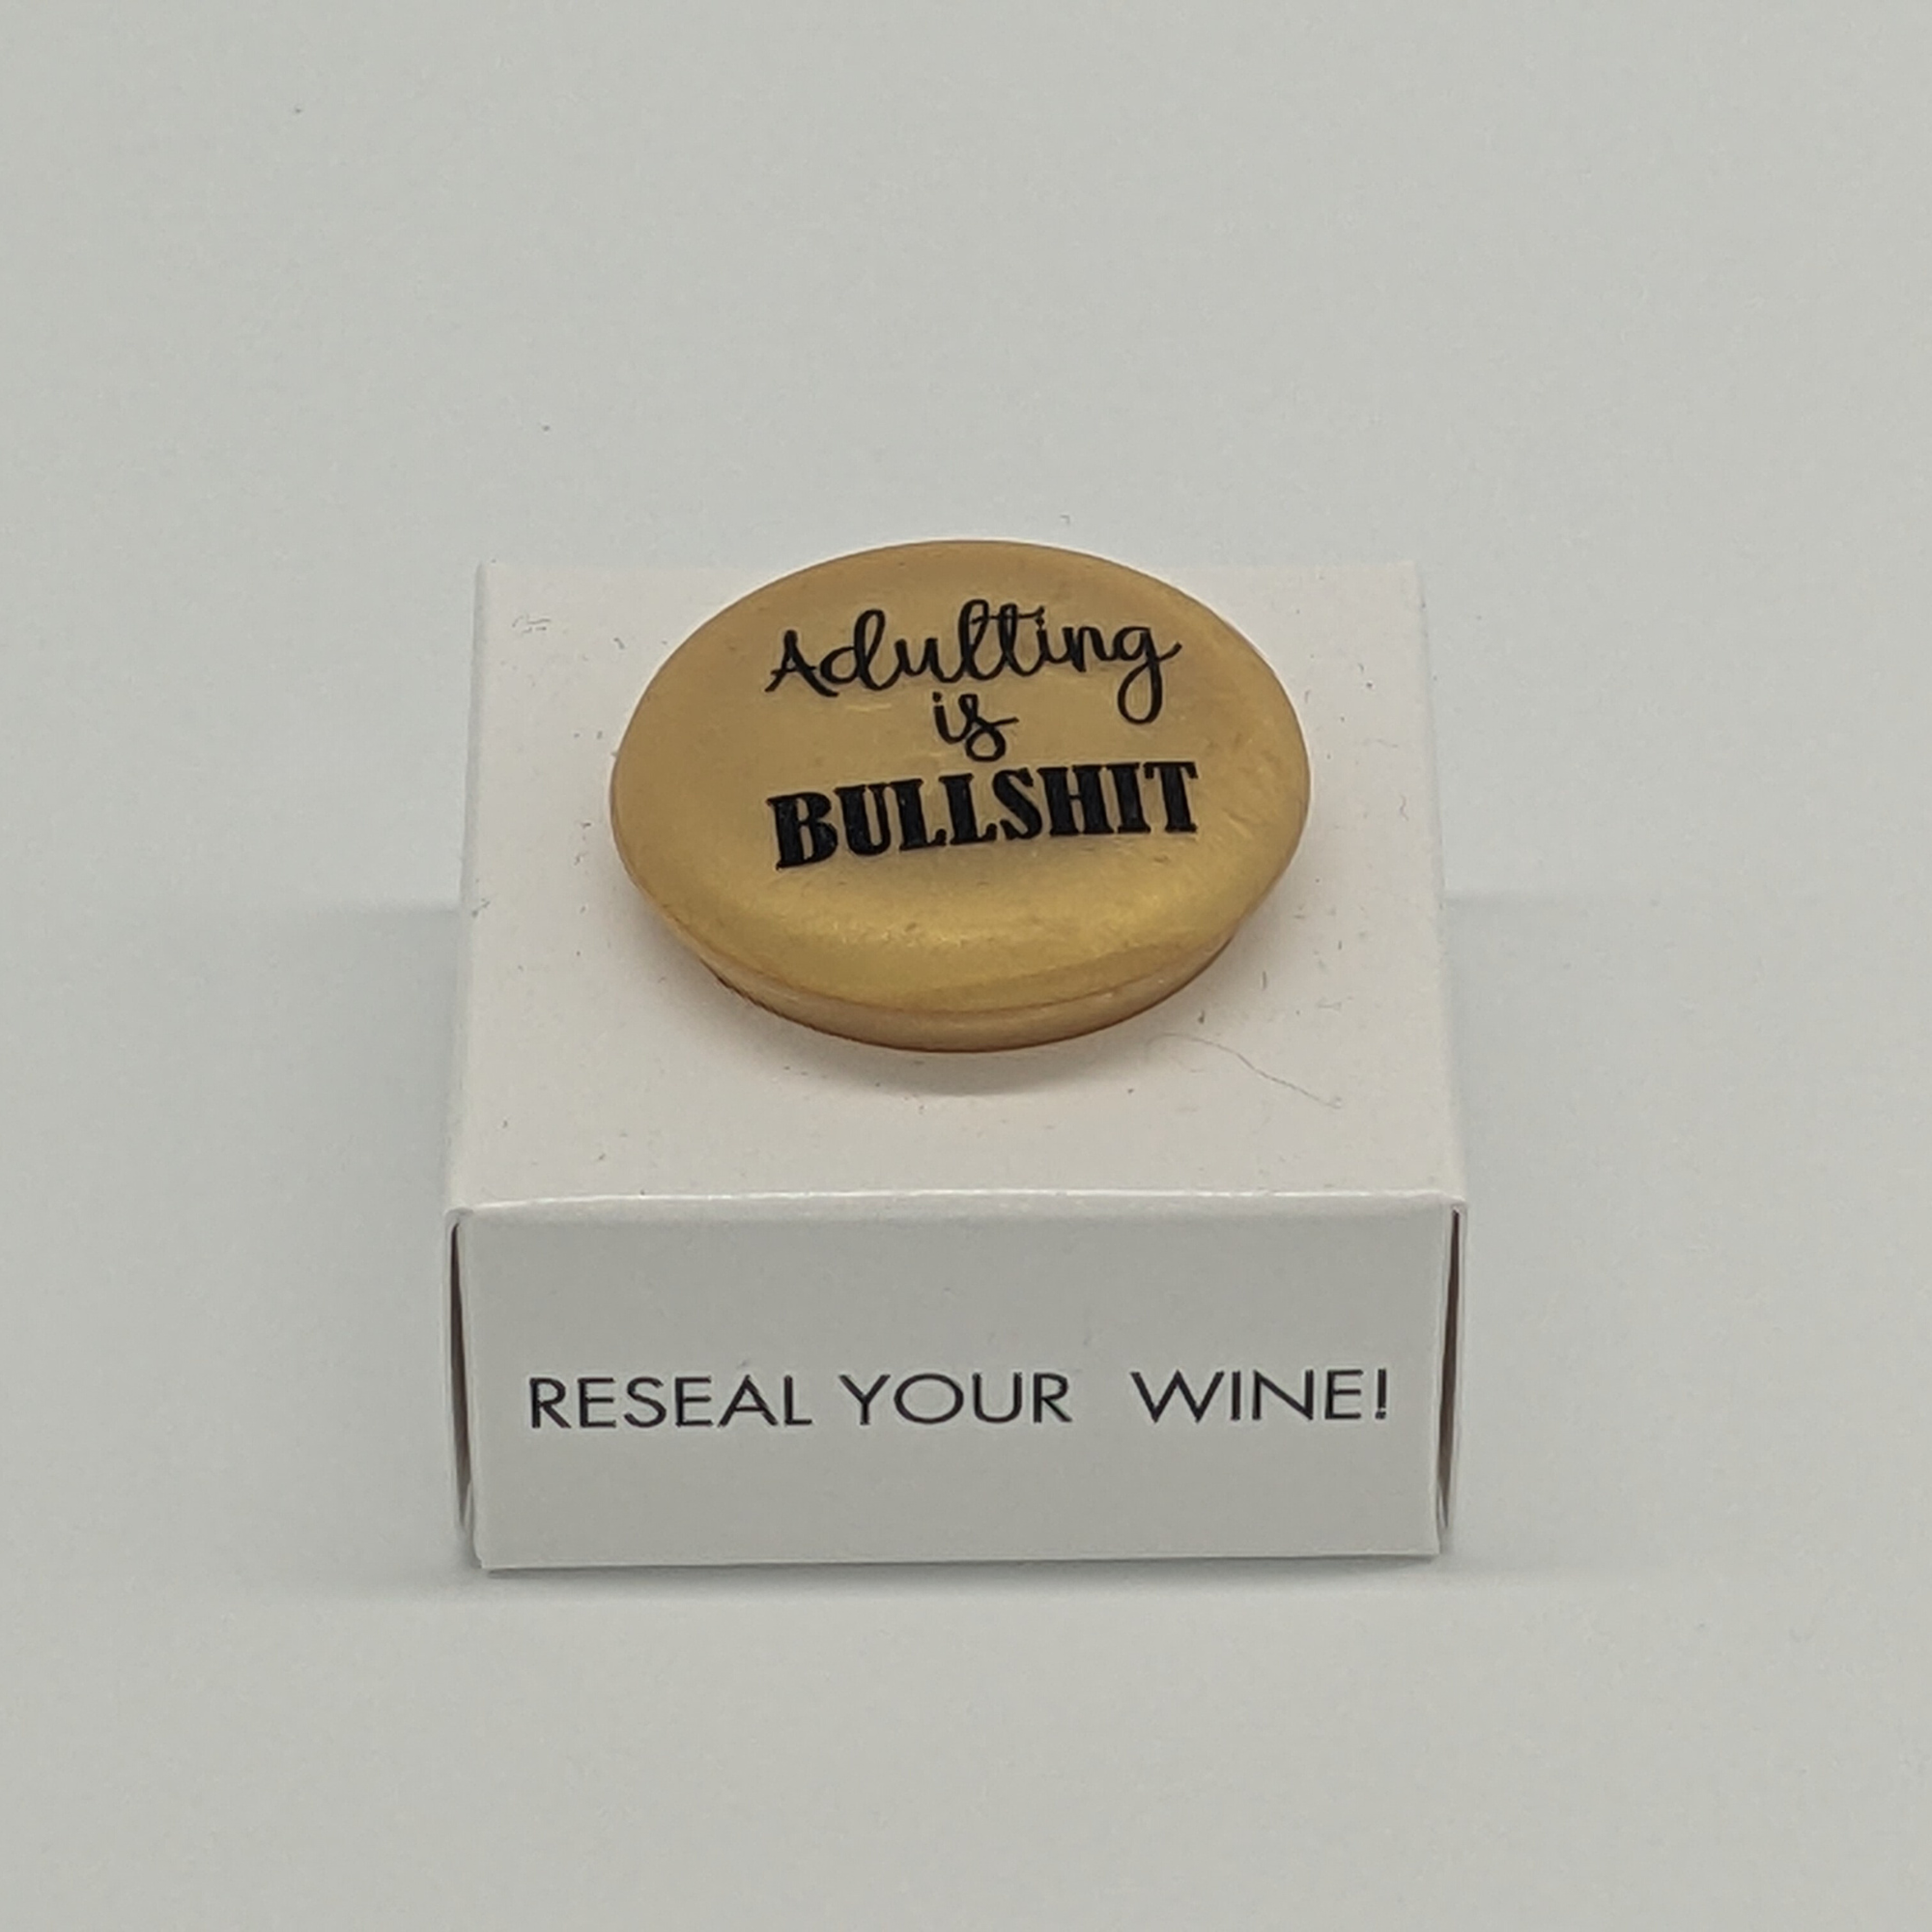 Adulting
is
BULLSHIT
RESEAL YOUR WINE!